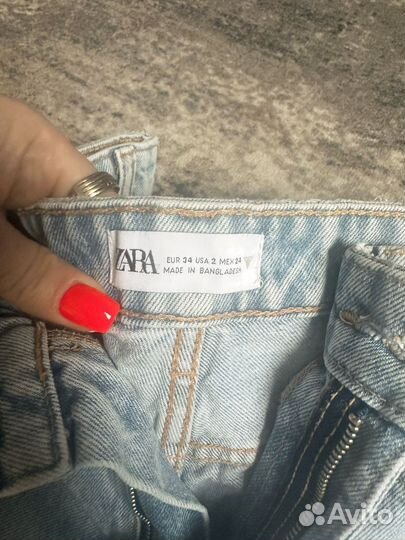 ZARA
EUR 34 USA 2 MEX 24
MADE IN BANGLADESH
Avito